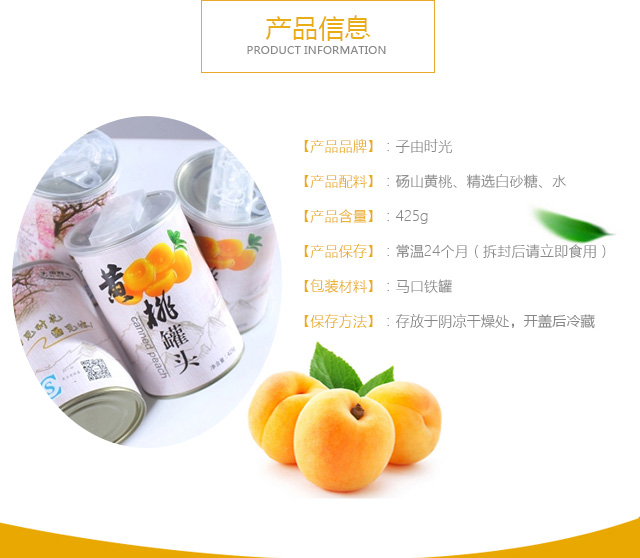 产品信息
PRODUCT INFORMATION
【产品品牌】：子由时光
【产品配料】：砀山黄桃、精选白砂糖、水
【产品含量】：425g
【产品保存】：常温24个月（拆封后请立即食用）
【包装材料】：马口铁罐
【保存方法】：存放于阴凉干燥处，开盖后冷藏
黄桃罐头
canned peach